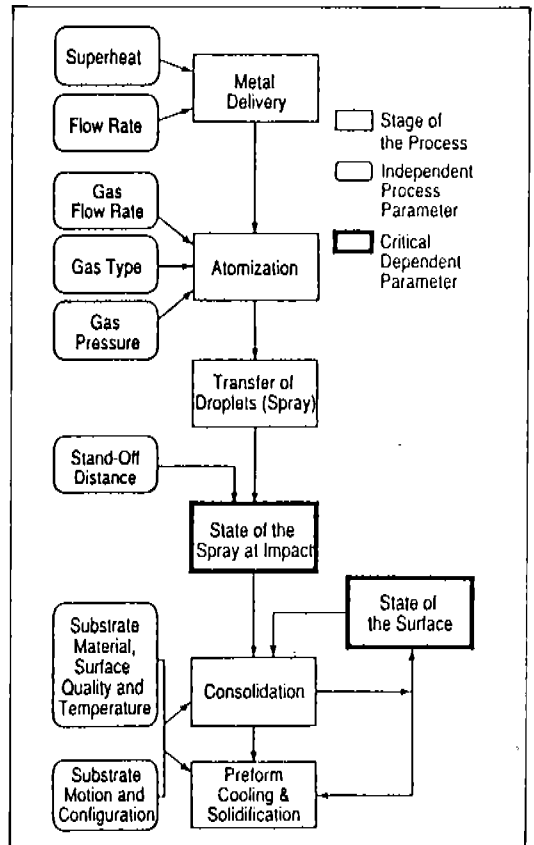 Superheat
Flow Rate
Metal
Delivery
Stage of
the Process
Independent
Process
Parameter
Critical
Dependent
Parameter
Gas
Flow Rate
Gas Type
Gas
Pressure
Atomization
Transfer of
Droplets (Spray)
Stand-Off
Distance
State of the
Spray at Impact
State of
the Surface
Substrate
Material,
Surface
Quality and
Temperature
Consolidation
Substrate
Motion and
Configuration
Preform
Cooling &
Solidification